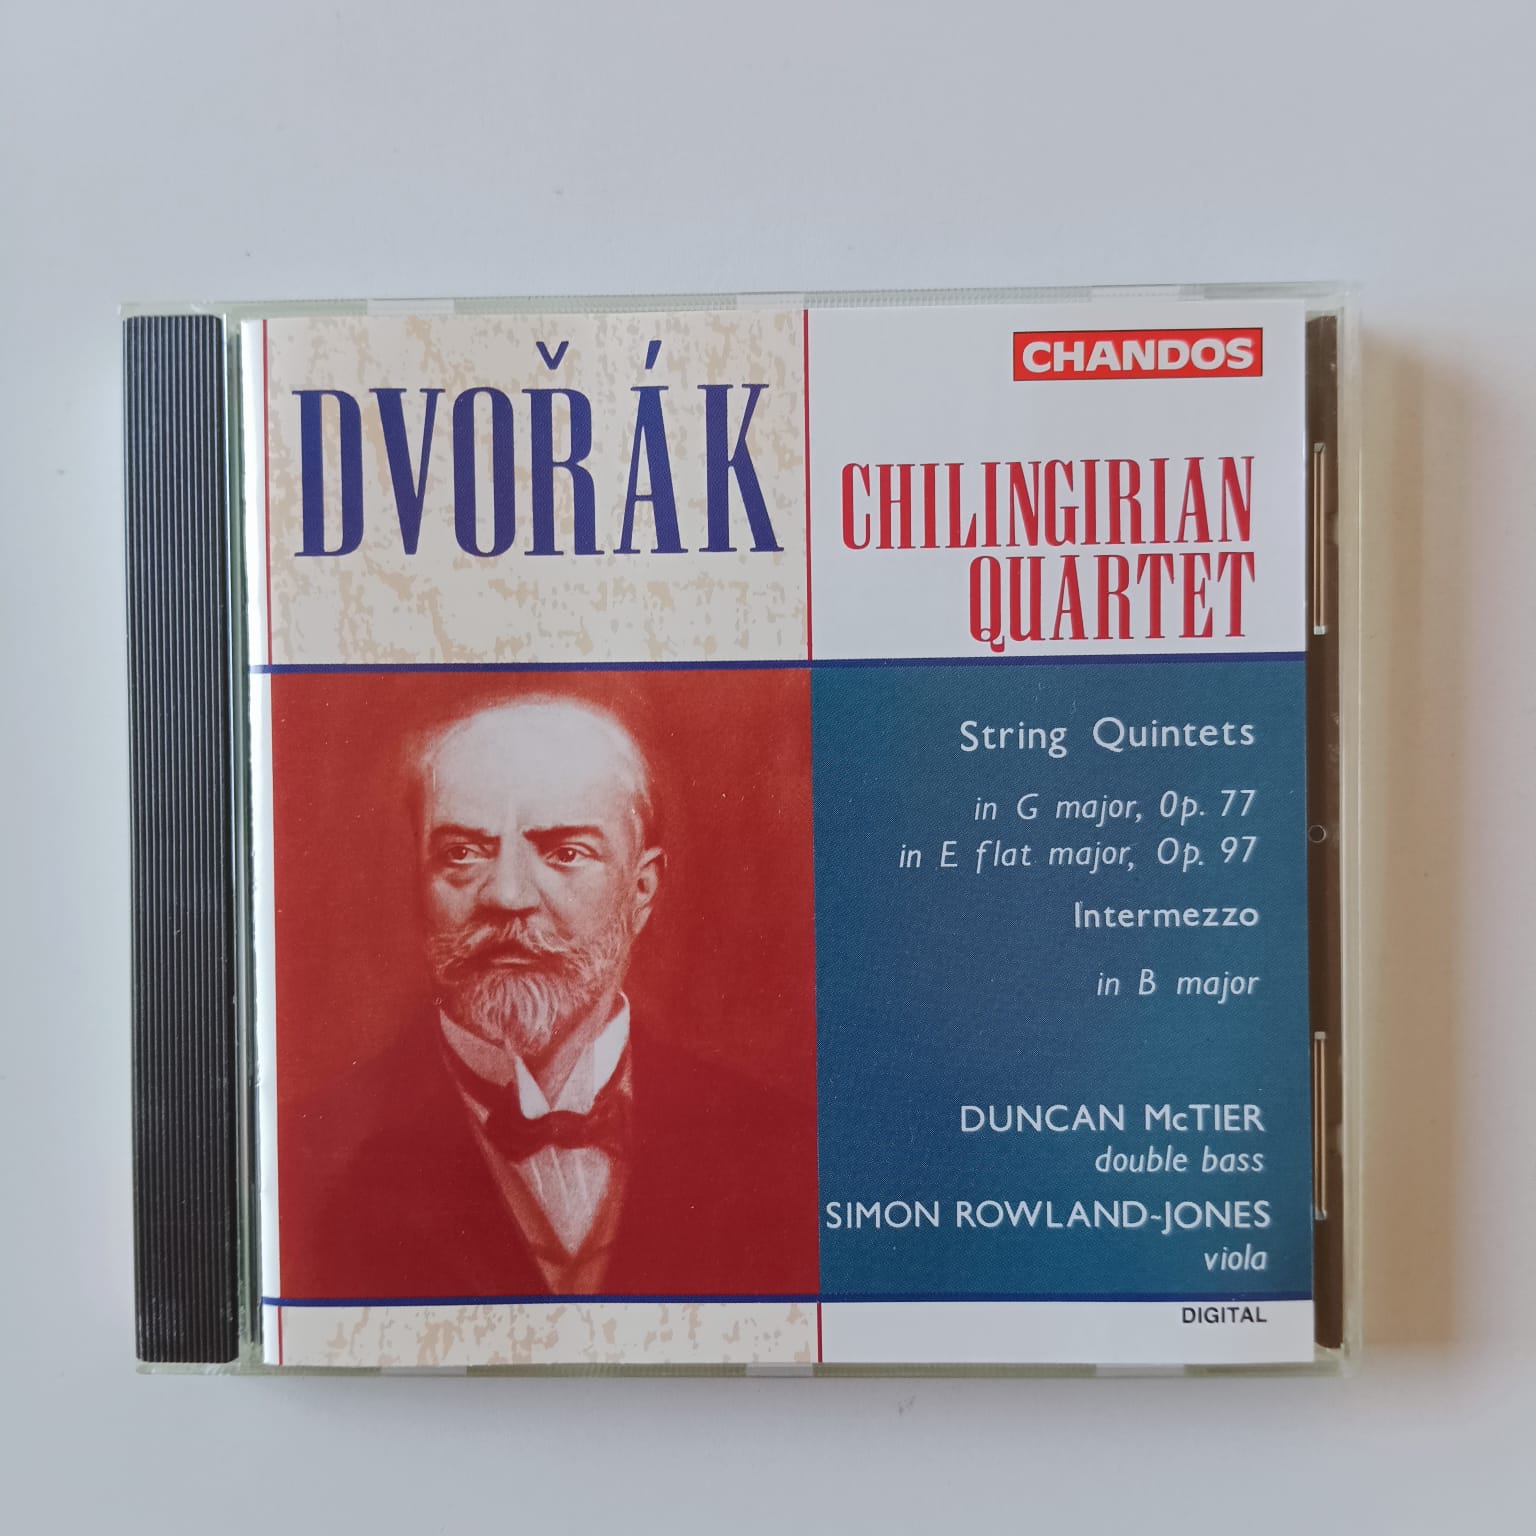 DVOŘÁK
CHANDOS
CHILINGIRIAN
QUARTET
String Quintets
in G major, Op. 77
in E flat major, Op. 97
Intermezzo
in B major
DUNCAN McTIER
double bass
SIMON ROWLAND-JONES
viola
DIGITAL